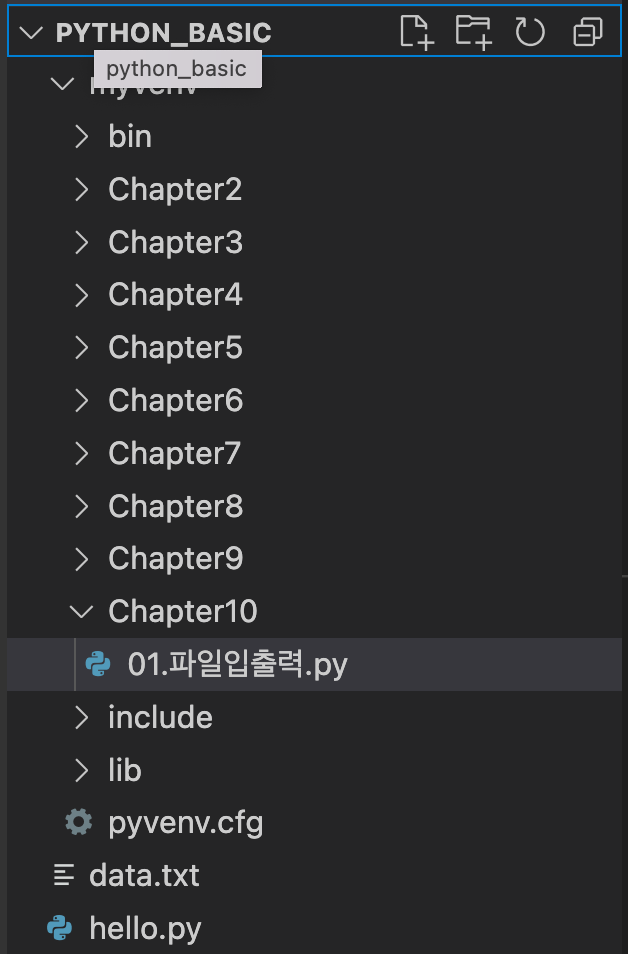 PYTHON_BASIC
python_basic
myvenv
bin
Chapter2
Chapter3
Chapter4
Chapter5
Chapter6
Chapter7
Chapter8
Chapter9
Chapter10
01.파일입출력.py
include
lib
pyvenv.cfg
data.txt
hello.py